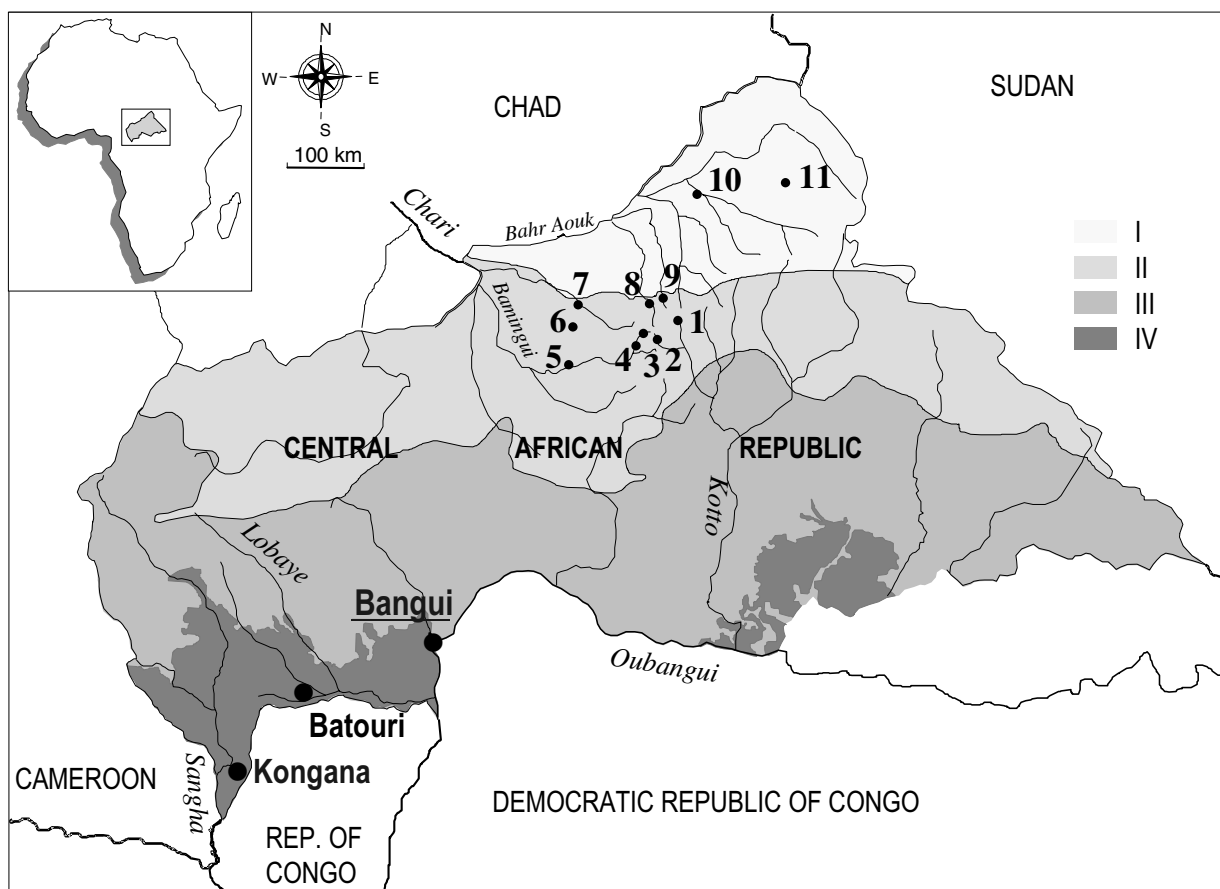 N
W
E
S
100 km
CHAD
SUDAN
Chari
Bahr Aouk
Bamingui
10
11
7
8
9
6
1
5
4
3
2
I
II
III
IV
CENTRAL
AFRICAN
REPUBLIC
Kotto
Lobaye
Bangui
Oubangui
Batouri
Kongana
CAMEROON
Sangha
REP. OF
CONGO
DEMOCRATIC REPUBLIC OF CONGO